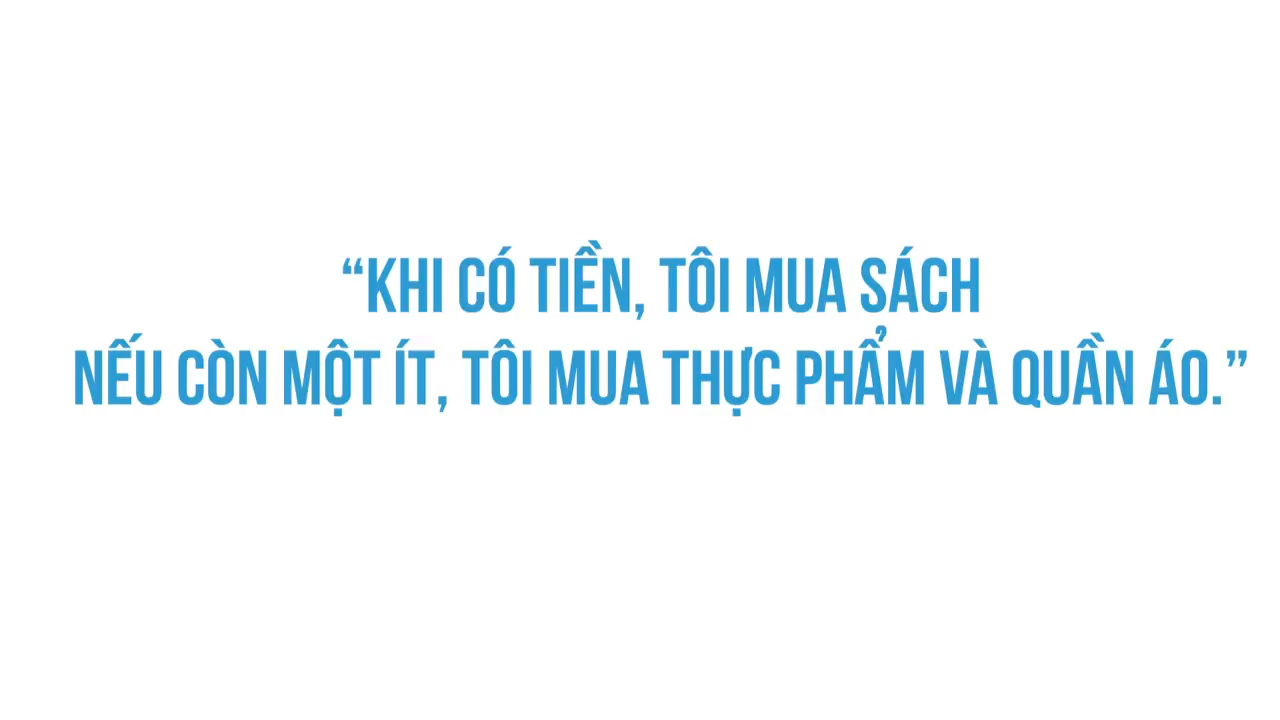 “KHI CÓ TIỀN, TÔI MUA SÁCH
NẾU CÒN MỘT ÍT, TÔI MUA THỰC PHẨM VÀ QUẦN ÁO.”